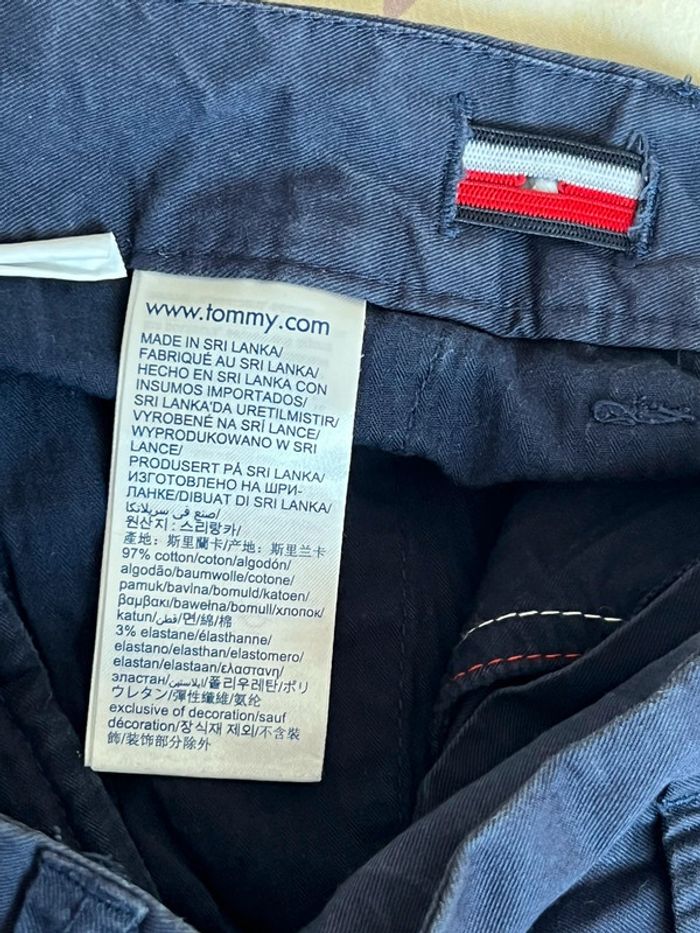 www.tommy.com
MADE IN SRI LANKA/
FABRIQUÉ AU SRI LANKA/
HECHO EN SRI LANKA CON
INSUMOS IMPORTADOS/
SRI LANKA'DA URETILMISTIR/
VYROBENÉ NA SRÍ LANCE/
WYPRODUKOWANO W SRI
LANCE/
PRODUSERT PÅ SRI LANKA/
ИЗГОТОВЛЕНО НА ШРИ-
ЛАНКЕ/DIBUAT DI SRI LANKA/
صنع في سريلانكا/
원산지 : 스리랑카/
產地: 斯里蘭卡/产地: 斯里兰卡
97% cotton/coton/algodón/
algodão/baumwolle/cotone/
pamuk/bavlna/bomuld/katoen/
βαμβακι/bawełna/bomull/хлопок/
katun/قطن/면/綿/棉
3% elastane/élasthanne/
elastano/elasthan/elastomero/
elastan/elastaan/ελαστανη/
эластан/ايلاستين/폴리우레탄/ポリ
ウレタン/彈性纖維/氨纶
exclusive of decoration/sauf
décoration/장식재 제외/不含裝
飾/装饰部分除外